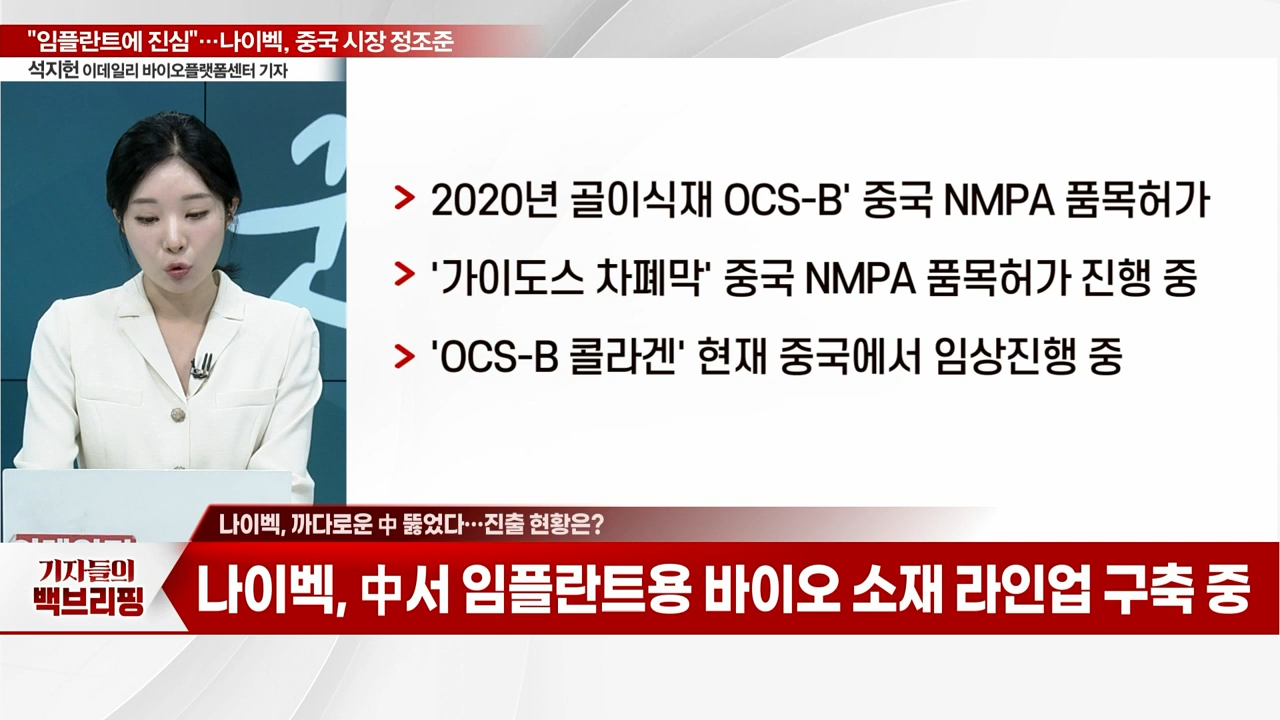 "임플란트에 진심"…나이벡, 중국 시장 정조준
석지헌 이데일리 바이오플랫폼센터 기자
> 2020년 골이식재 OCS-B' 중국 NMPA 품목허가
> '가이도스 차폐막' 중국 NMPA 품목허가 진행 중
> 'OCS-B 콜라겐' 현재 중국에서 임상진행 중
나이벡, 까다로운 中 뚫었다…진출 현황은?
기자들의
백브리핑
나이벡, 中서 임플란트용 바이오 소재 라인업 구축 중